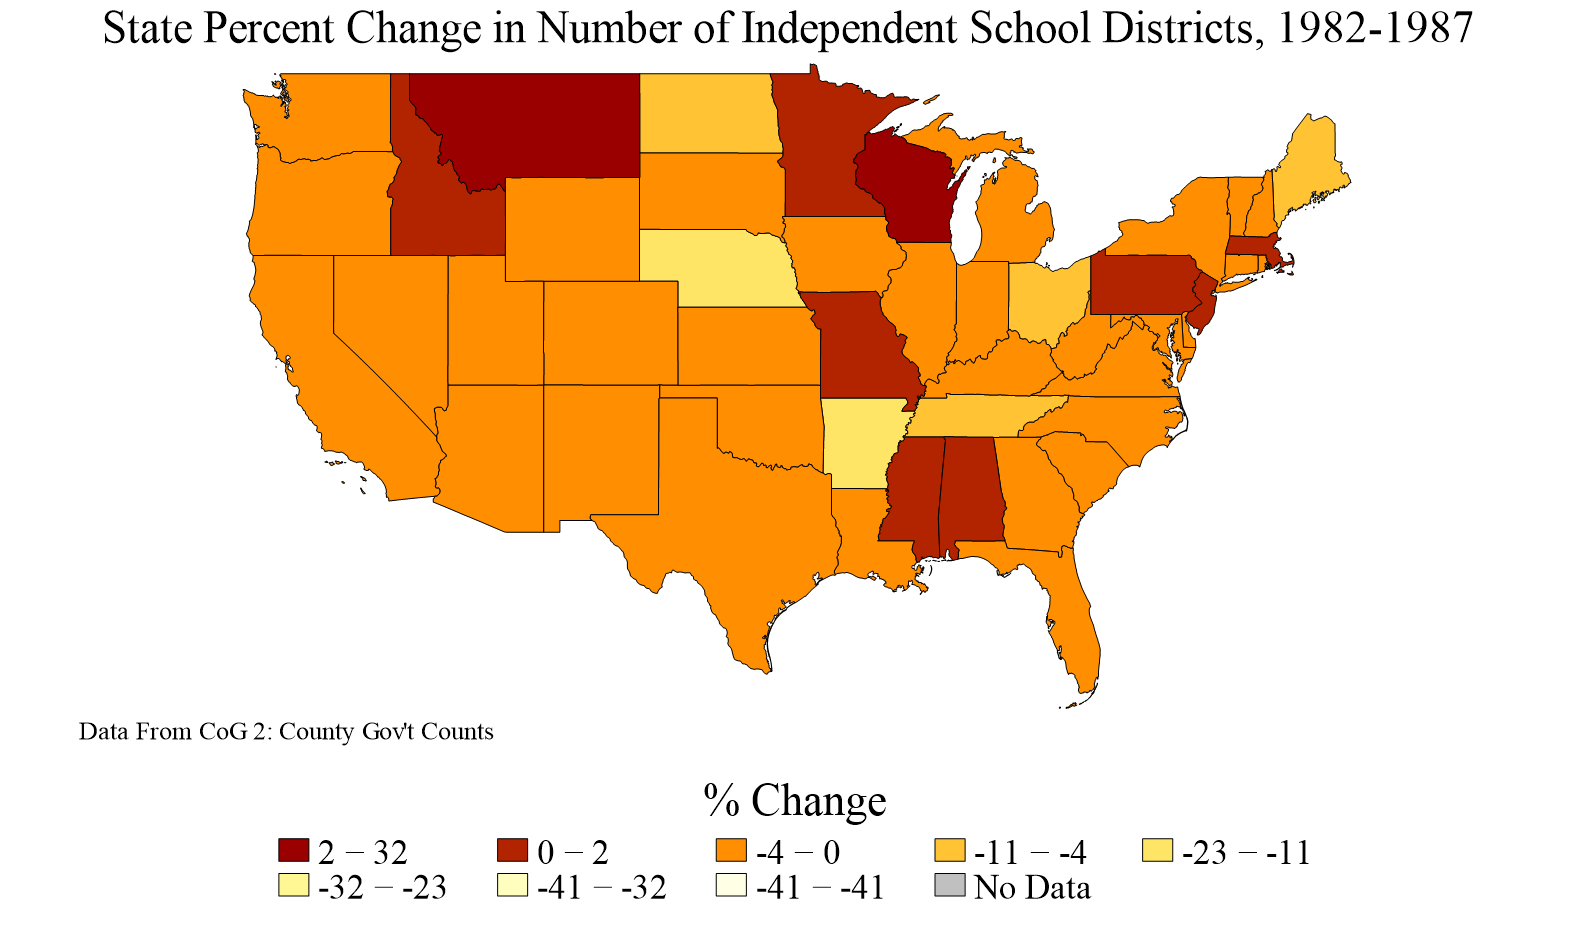 State Percent Change in Number of Independent School Districts, 1982-1987
Data From CoG 2: County Gov't Counts
% Change
2 – 32 0 – 2 -4 – 0 -11 – -4 -23 – -11
-32 – -23 -41 – -32 -41 – -41 No Data